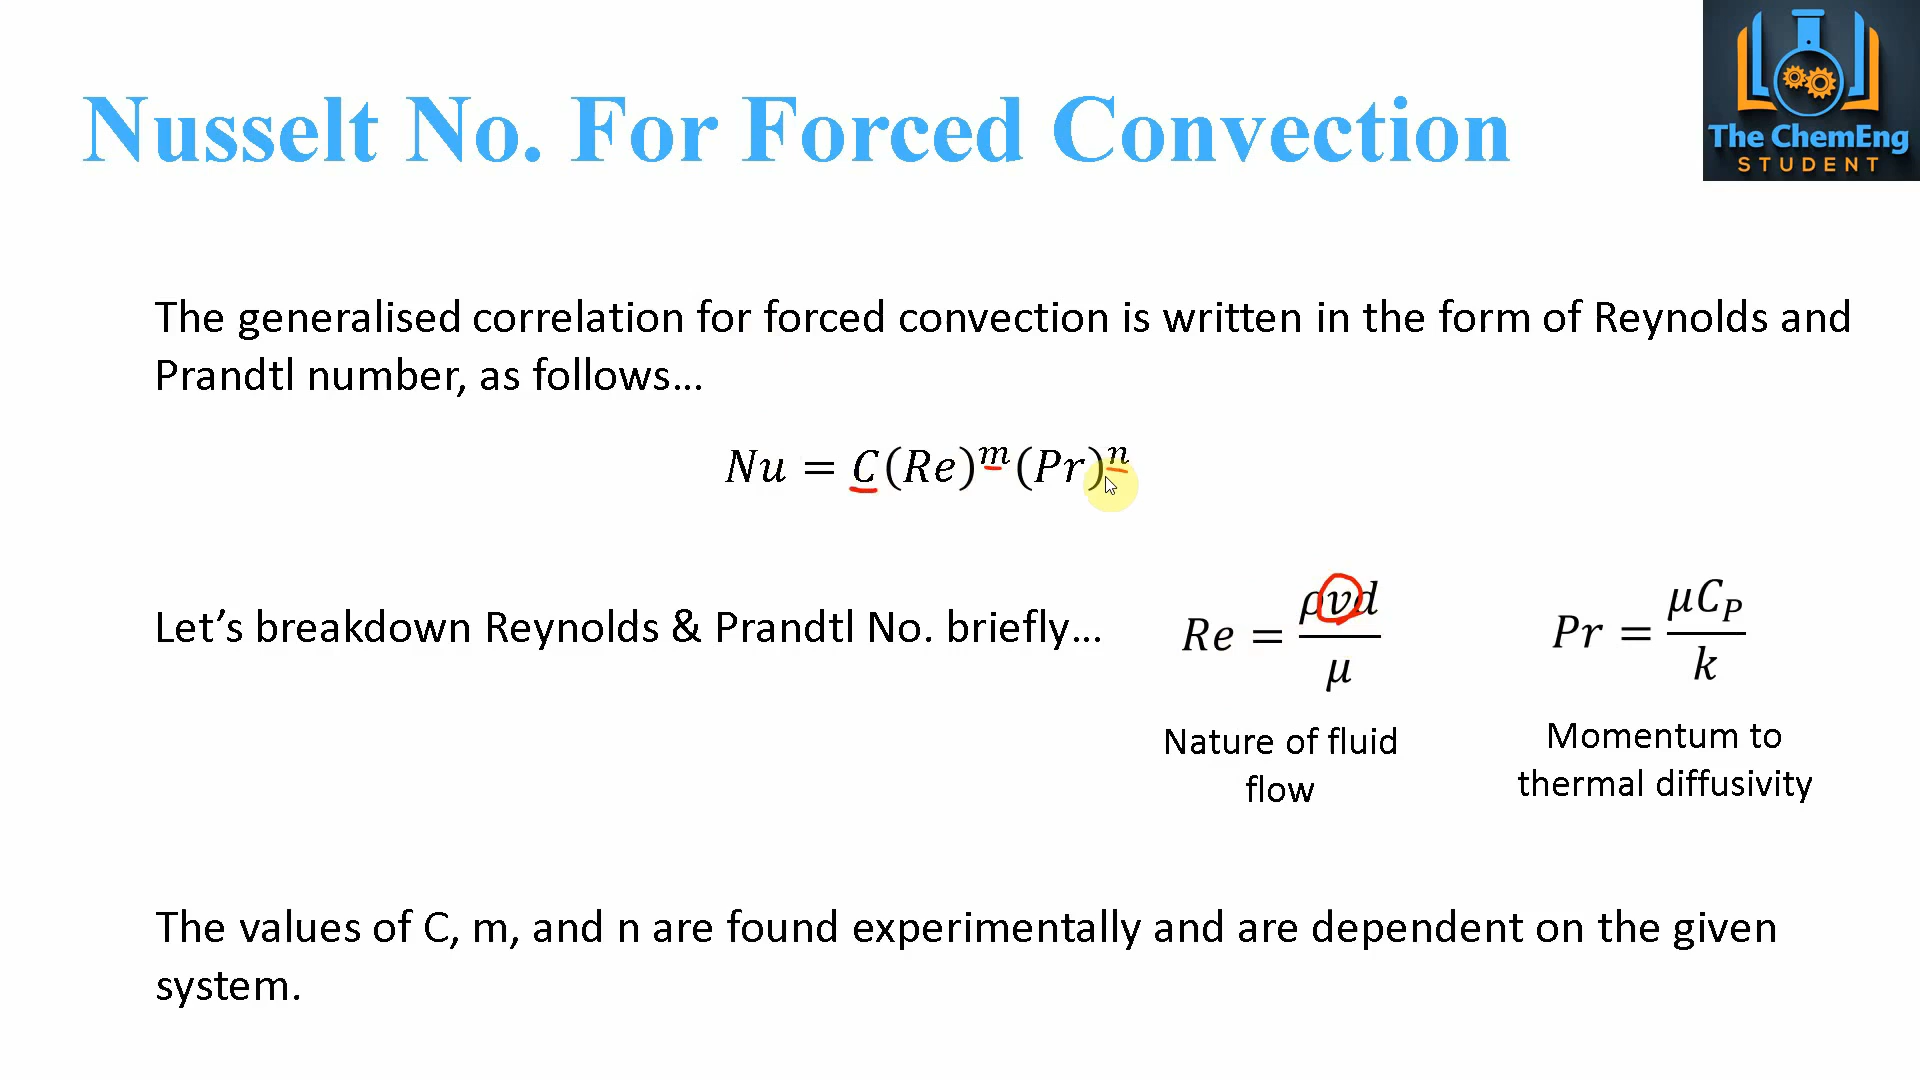 Nusselt No. For Forced Convection
The ChemEng
STUDENT
The generalised correlation for forced convection is written in the form of Reynolds and
Prandtl number, as follows...
Nu = C(Re)^m(Pr)^n
Let's breakdown Reynolds & Prandtl No. briefly...
Re = ρvd/μ
Pr = μC_P/k
Nature of fluid
flow
Momentum to
thermal diffusivity
The values of C, m, and n are found experimentally and are dependent on the given
system.